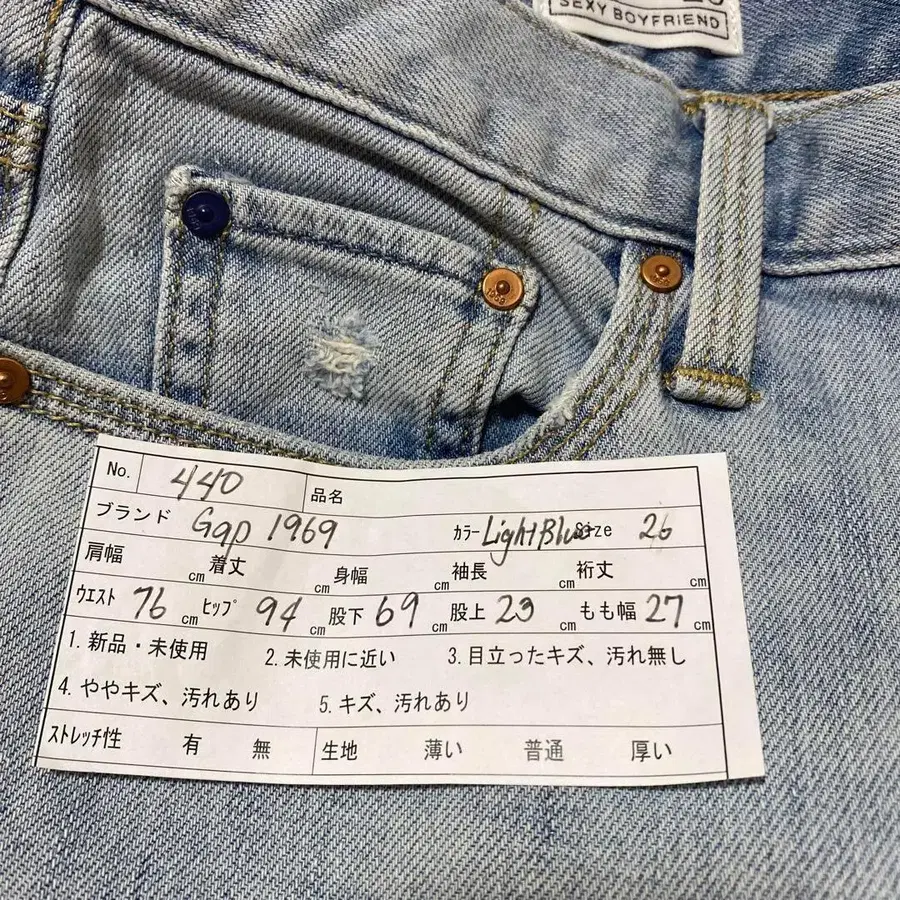 SEXY BOYFRIEND
No. 440 品名
ブランド Gap 1969 ｶﾗｰ Light Blue Size 26
肩幅 cm 着丈 cm 身幅 cm 袖長 cm 裄丈 cm
ｳｴｽﾄ 76 cm ﾋｯﾌﾟ 94 cm 股下 69 cm 股上 23 cm もも幅 27 cm
1. 新品・未使用 2. 未使用に近い 3. 目立ったキズ、汚れ無し
4. ややキズ、汚れあり 5. キズ、汚れあり
ｽﾄﾚｯﾁ性 有 無 生地 薄い 普通 厚い